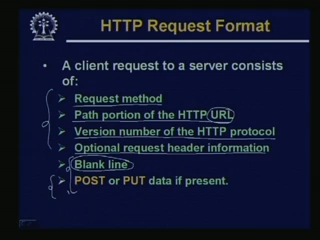 HTTP Request Format
• A client request to a server consists
of:
➤ Request method
➤ Path portion of the HTTP URL
➤ Version number of the HTTP protocol
➤ Optional request header information
➤ Blank line
➤ POST or PUT data if present.